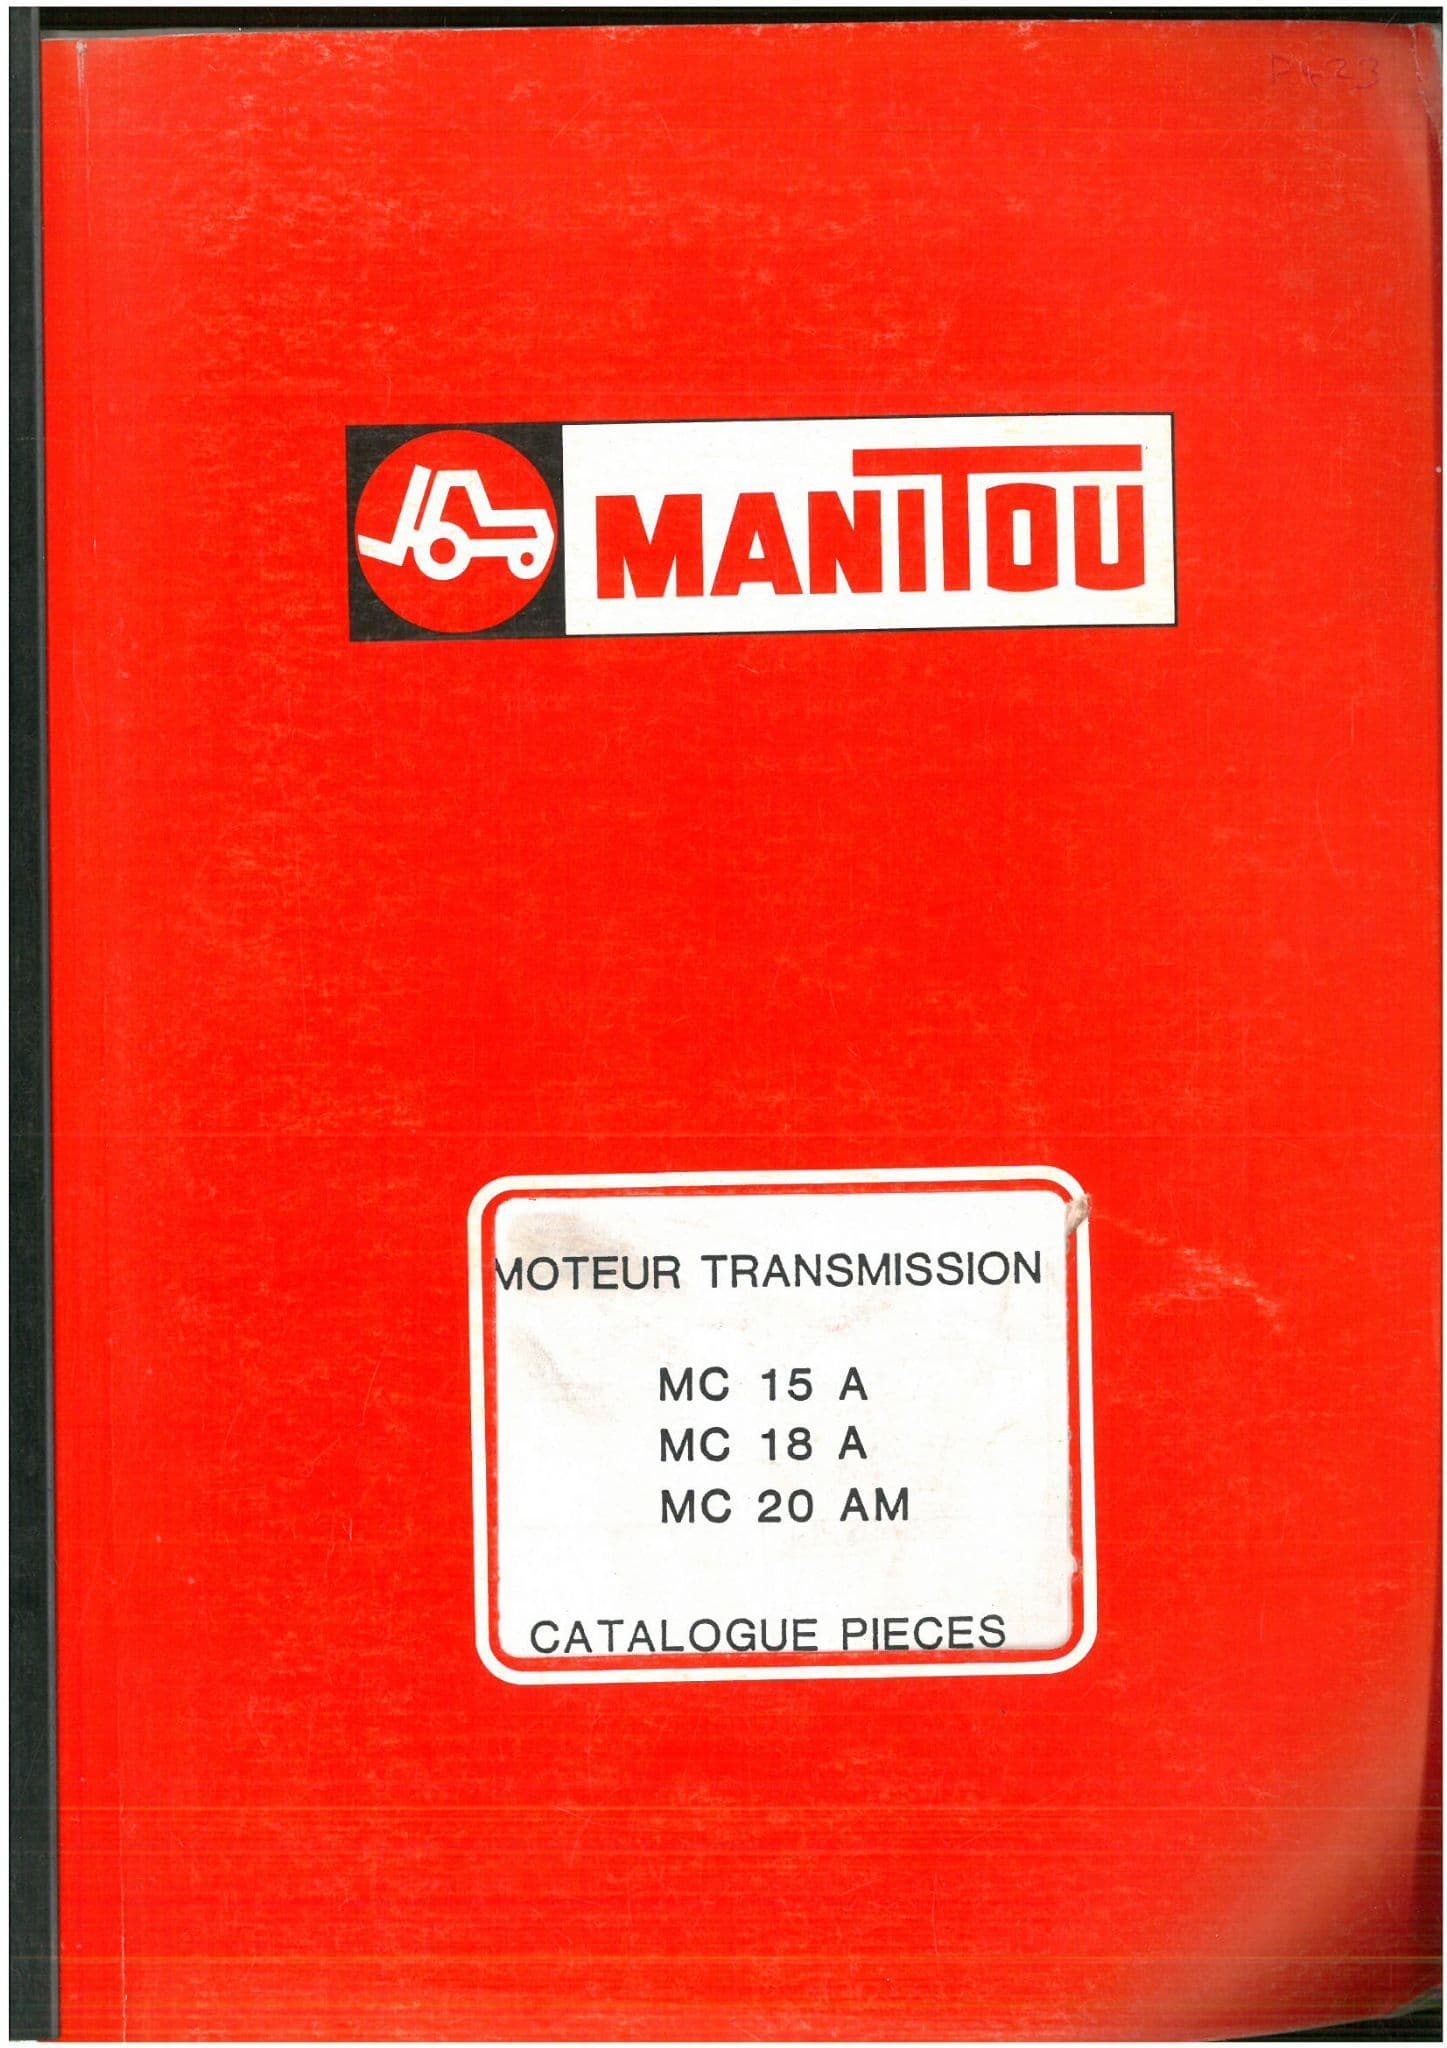 MANITOU
MOTEUR TRANSMISSION
MC 15 A
MC 18 A
MC 20 AM
CATALOGUE PIECES